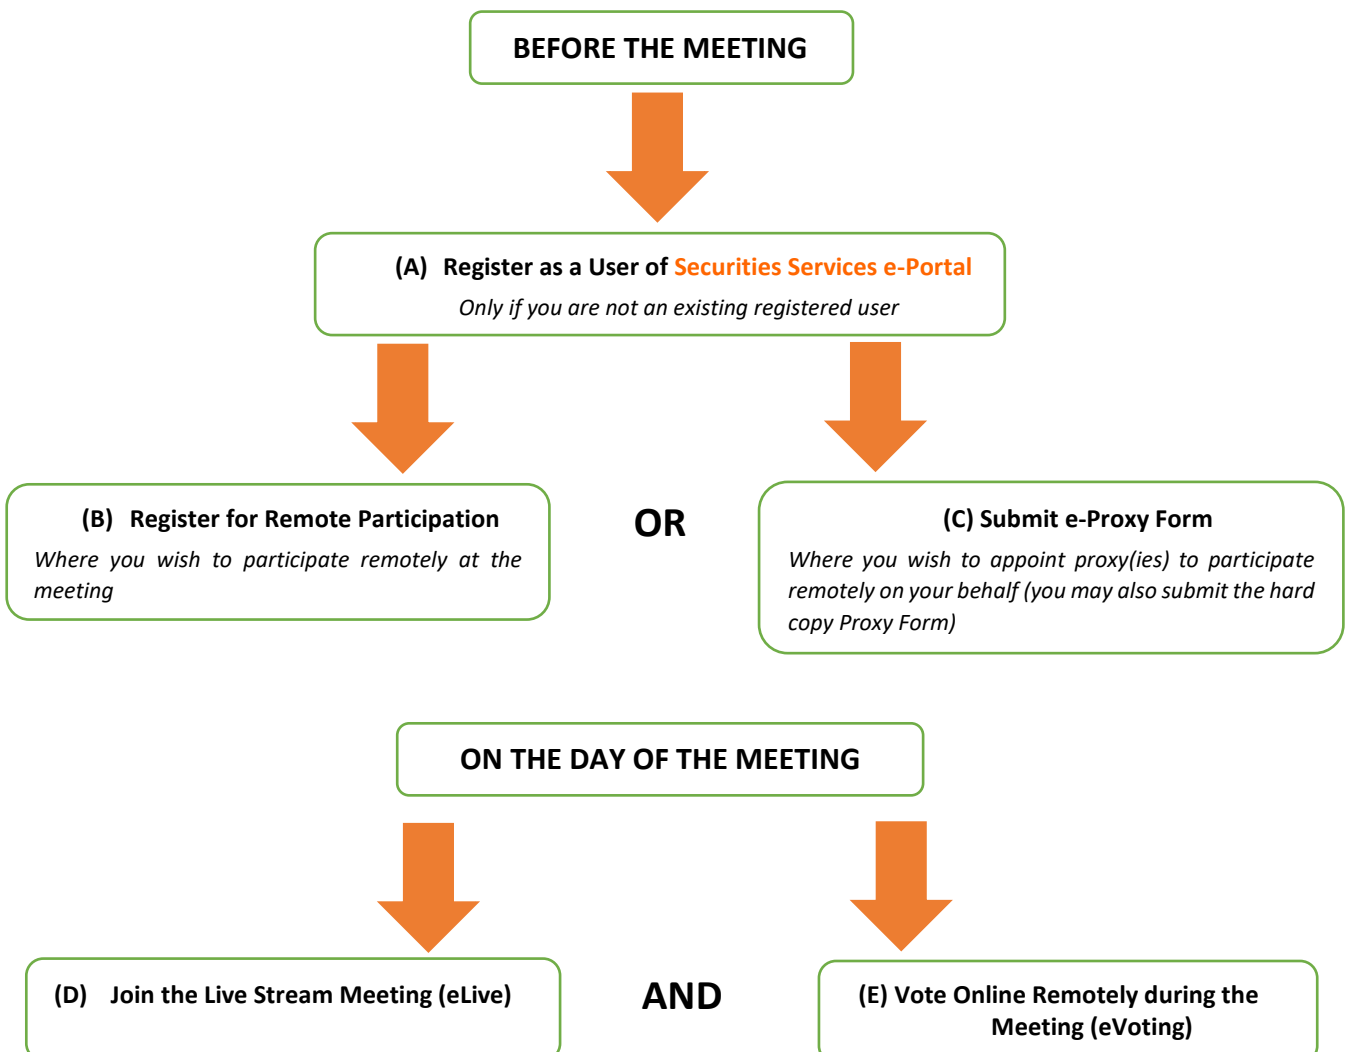 BEFORE THE MEETING
(A) Register as a User of Securities Services e-Portal
Only if you are not an existing registered user
(B) Register for Remote Participation
Where you wish to participate remotely at the
meeting
OR
(C) Submit e-Proxy Form
Where you wish to appoint proxy(ies) to participate
remotely on your behalf (you may also submit the hard
copy Proxy Form)
ON THE DAY OF THE MEETING
(D) Join the Live Stream Meeting (eLive)
AND
(E) Vote Online Remotely during the
Meeting (eVoting)